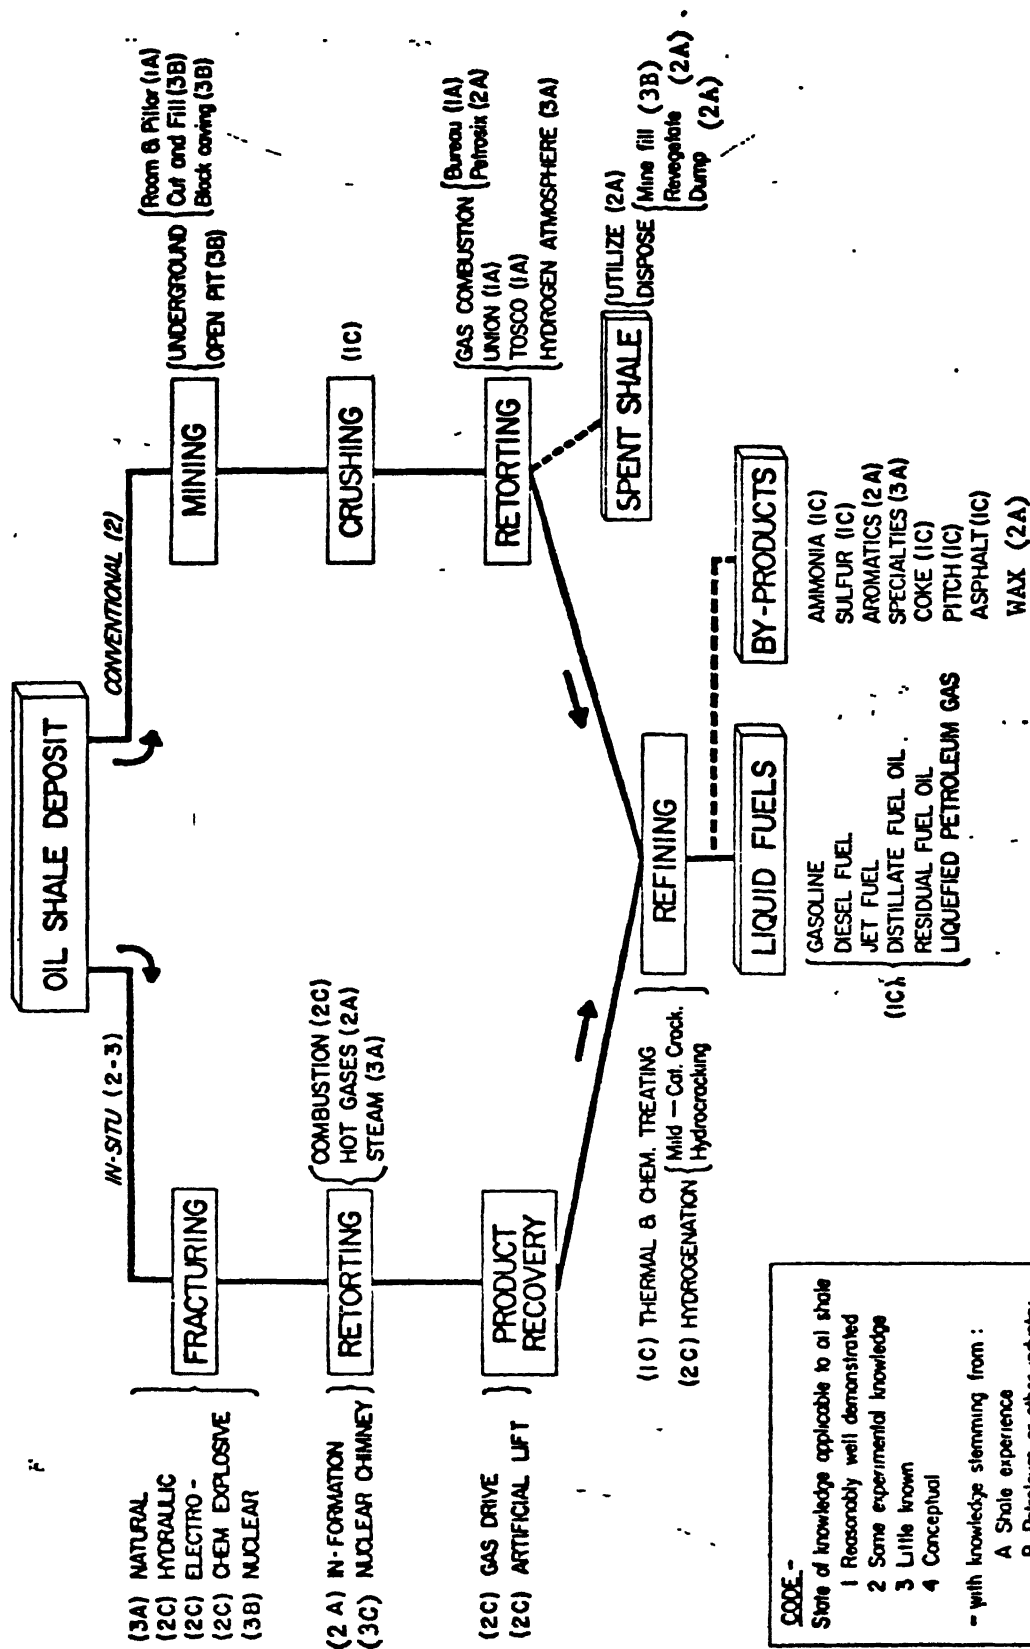 OIL SHALE DEPOSIT
IN-SITU (2-3)
CONVENTIONAL (2)
FRACTURING
(3A) NATURAL
(2C) HYDRAULIC
(2C) ELECTRO-
(2C) CHEM EXPLOSIVE
(3B) NUCLEAR
RETORTING
(2A) IN-FORMATION
(3C) NUCLEAR CHIMNEY
COMBUSTION (2C)
HOT GASES (2A)
STEAM (3A)
PRODUCT
RECOVERY
(2C) GAS DRIVE
(2C) ARTIFICIAL LIFT
MINING
UNDERGROUND
Room & Pillar (1A)
Cut and Fill (3B)
Block caving (3B)
OPEN PIT (3B)
CRUSHING
(1C)
RETORTING
GAS COMBUSTION
Bureau (1A)
Petrosix (2A)
UNION (1A)
TOSCO (1A)
HYDROGEN ATMOSPHERE (3A)
SPENT SHALE
UTILIZE (2A)
DISPOSE
Mine fill (3B)
Revegetate (2A)
Dump (2A)
REFINING
(1C) THERMAL & CHEM. TREATING
(2C) HYDROGENATION
Mild - Cat. Crack.
Hydrocracking
LIQUID FUELS
(1C)
GASOLINE
DIESEL FUEL
JET FUEL
DISTILLATE FUEL OIL
RESIDUAL FUEL OIL
LIQUEFIED PETROLEUM GAS
BY-PRODUCTS
AMMONIA (1C)
SULFUR (1C)
AROMATICS (2A)
SPECIALTIES (3A)
COKE (1C)
PITCH (1C)
ASPHALT (1C)
WAX (2A)
CODE-
State of knowledge applicable to oil shale
1 Reasonably well demonstrated
2 Some experimental knowledge
3 Little known
4 Conceptual
- with knowledge stemming from:
A Shale experience